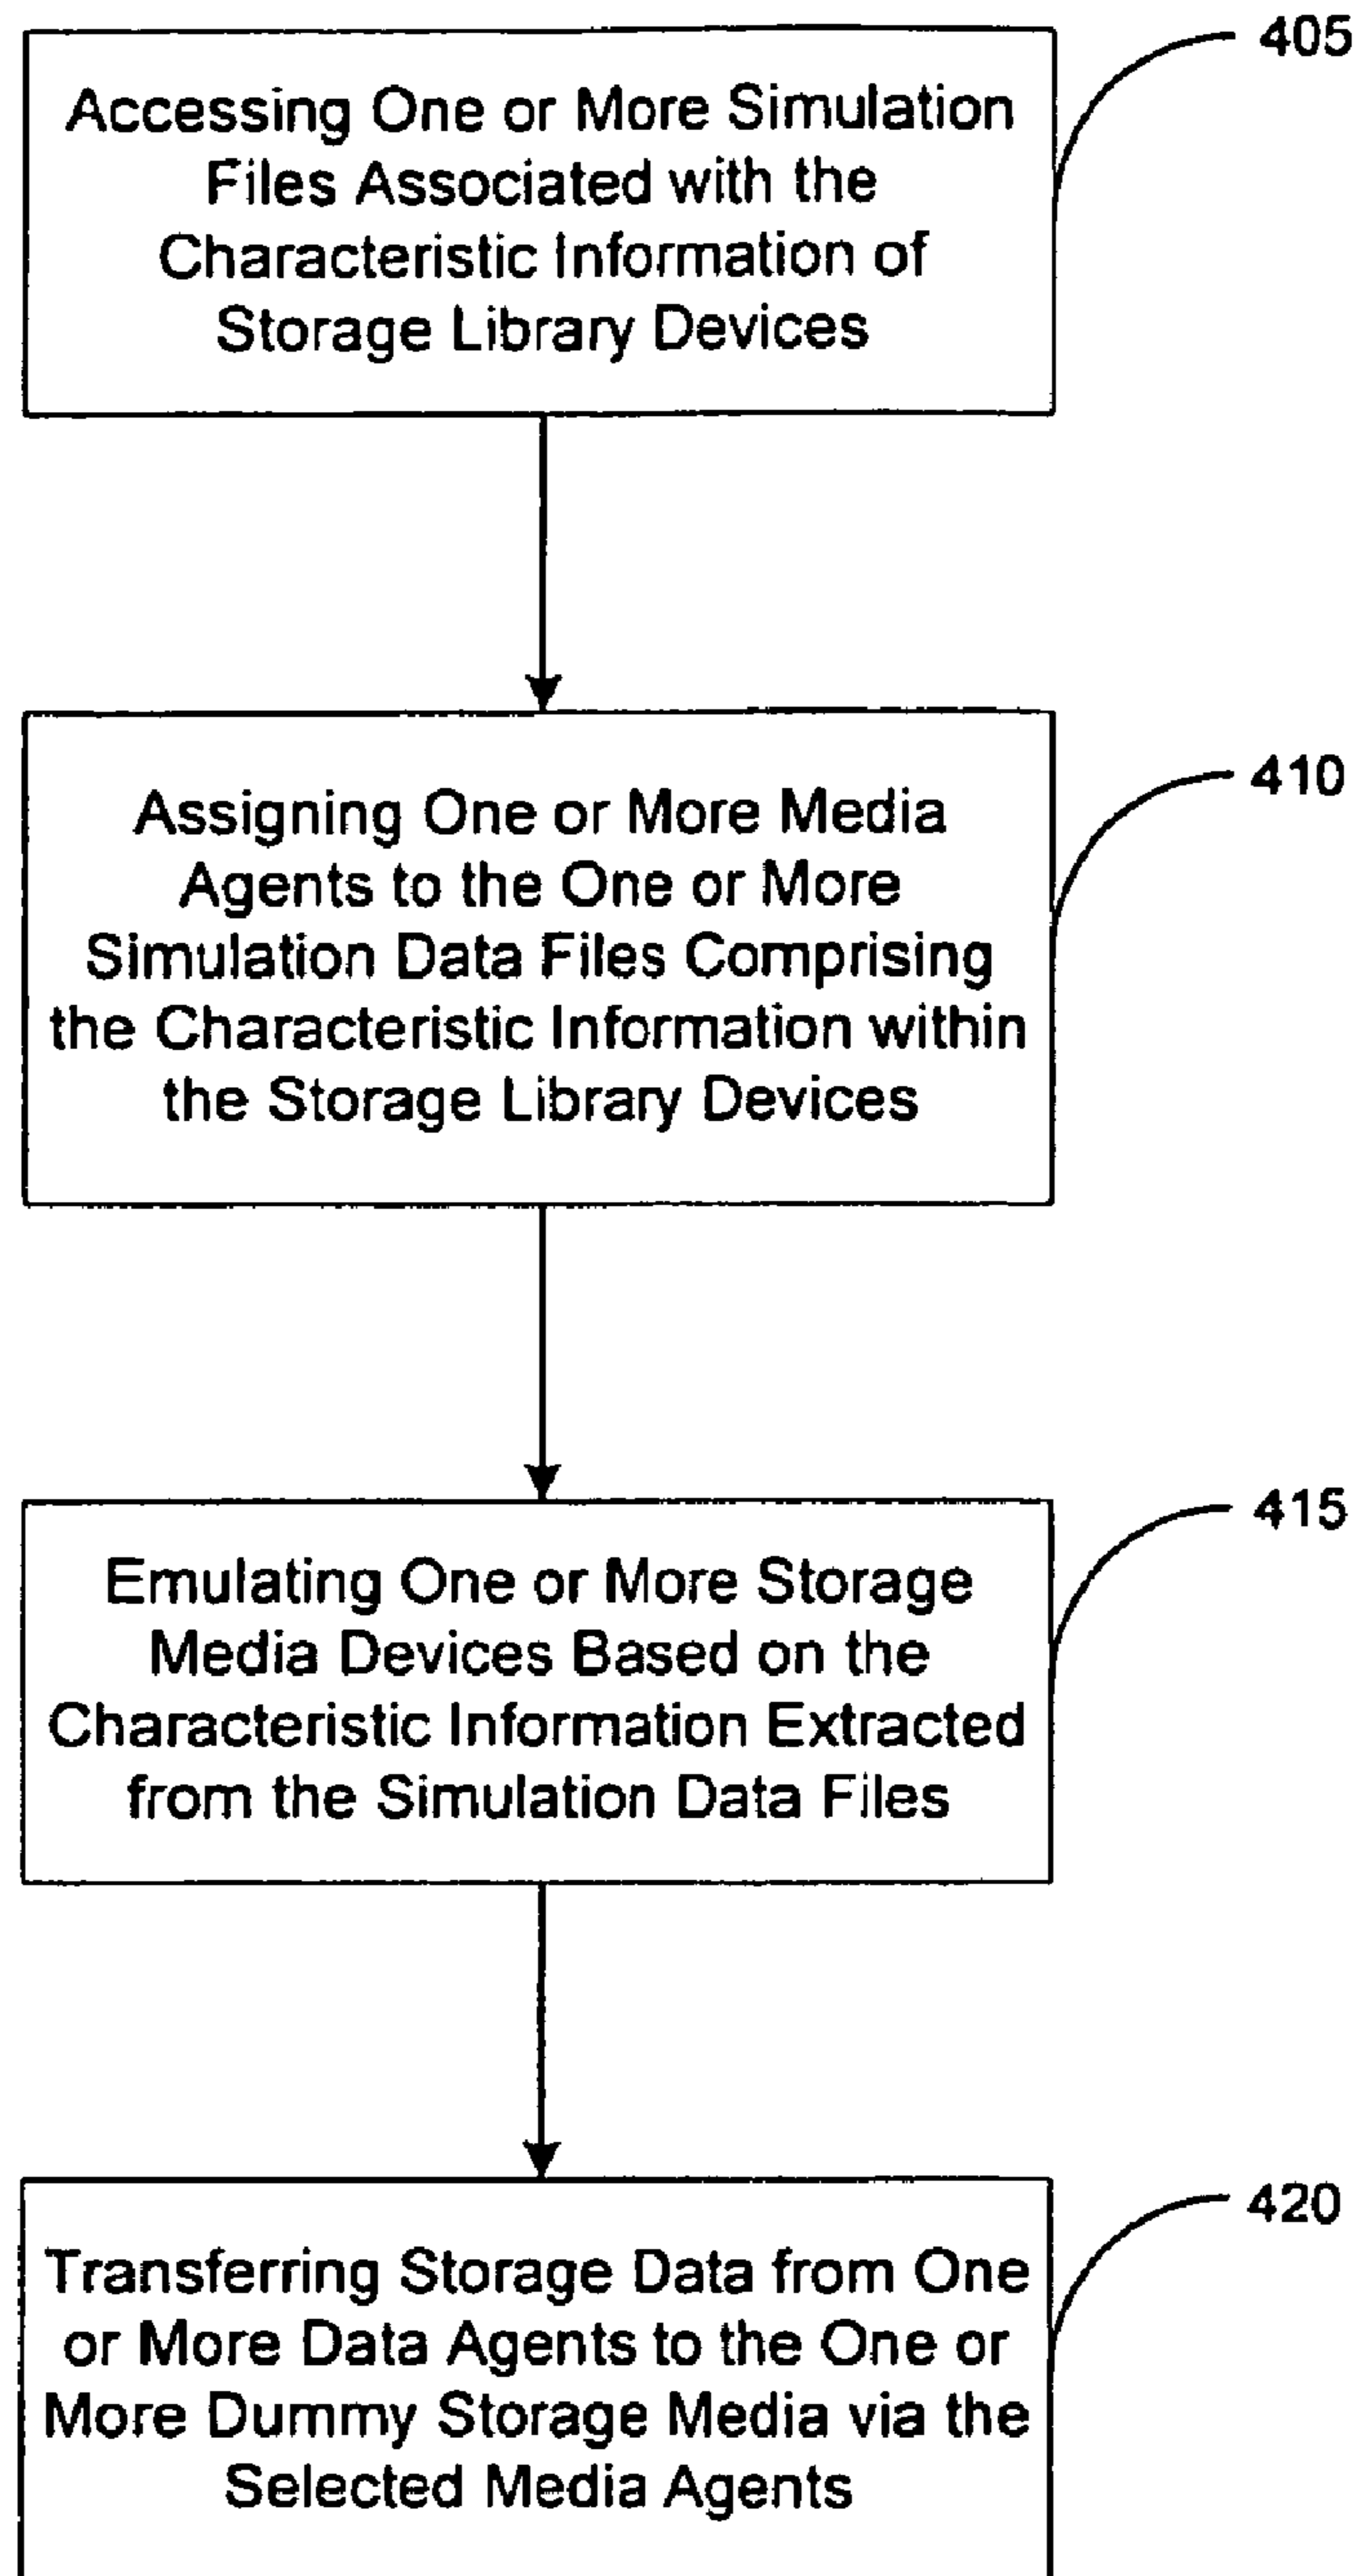 405
Accessing One or More Simulation
Files Associated with the
Characteristic Information of
Storage Library Devices
410
Assigning One or More Media
Agents to the One or More
Simulation Data Files Comprising
the Characteristic Information within
the Storage Library Devices
415
Emulating One or More Storage
Media Devices Based on the
Characteristic Information Extracted
from the Simulation Data Files
420
Transferring Storage Data from One
or More Data Agents to the One or
More Dummy Storage Media via the
Selected Media Agents